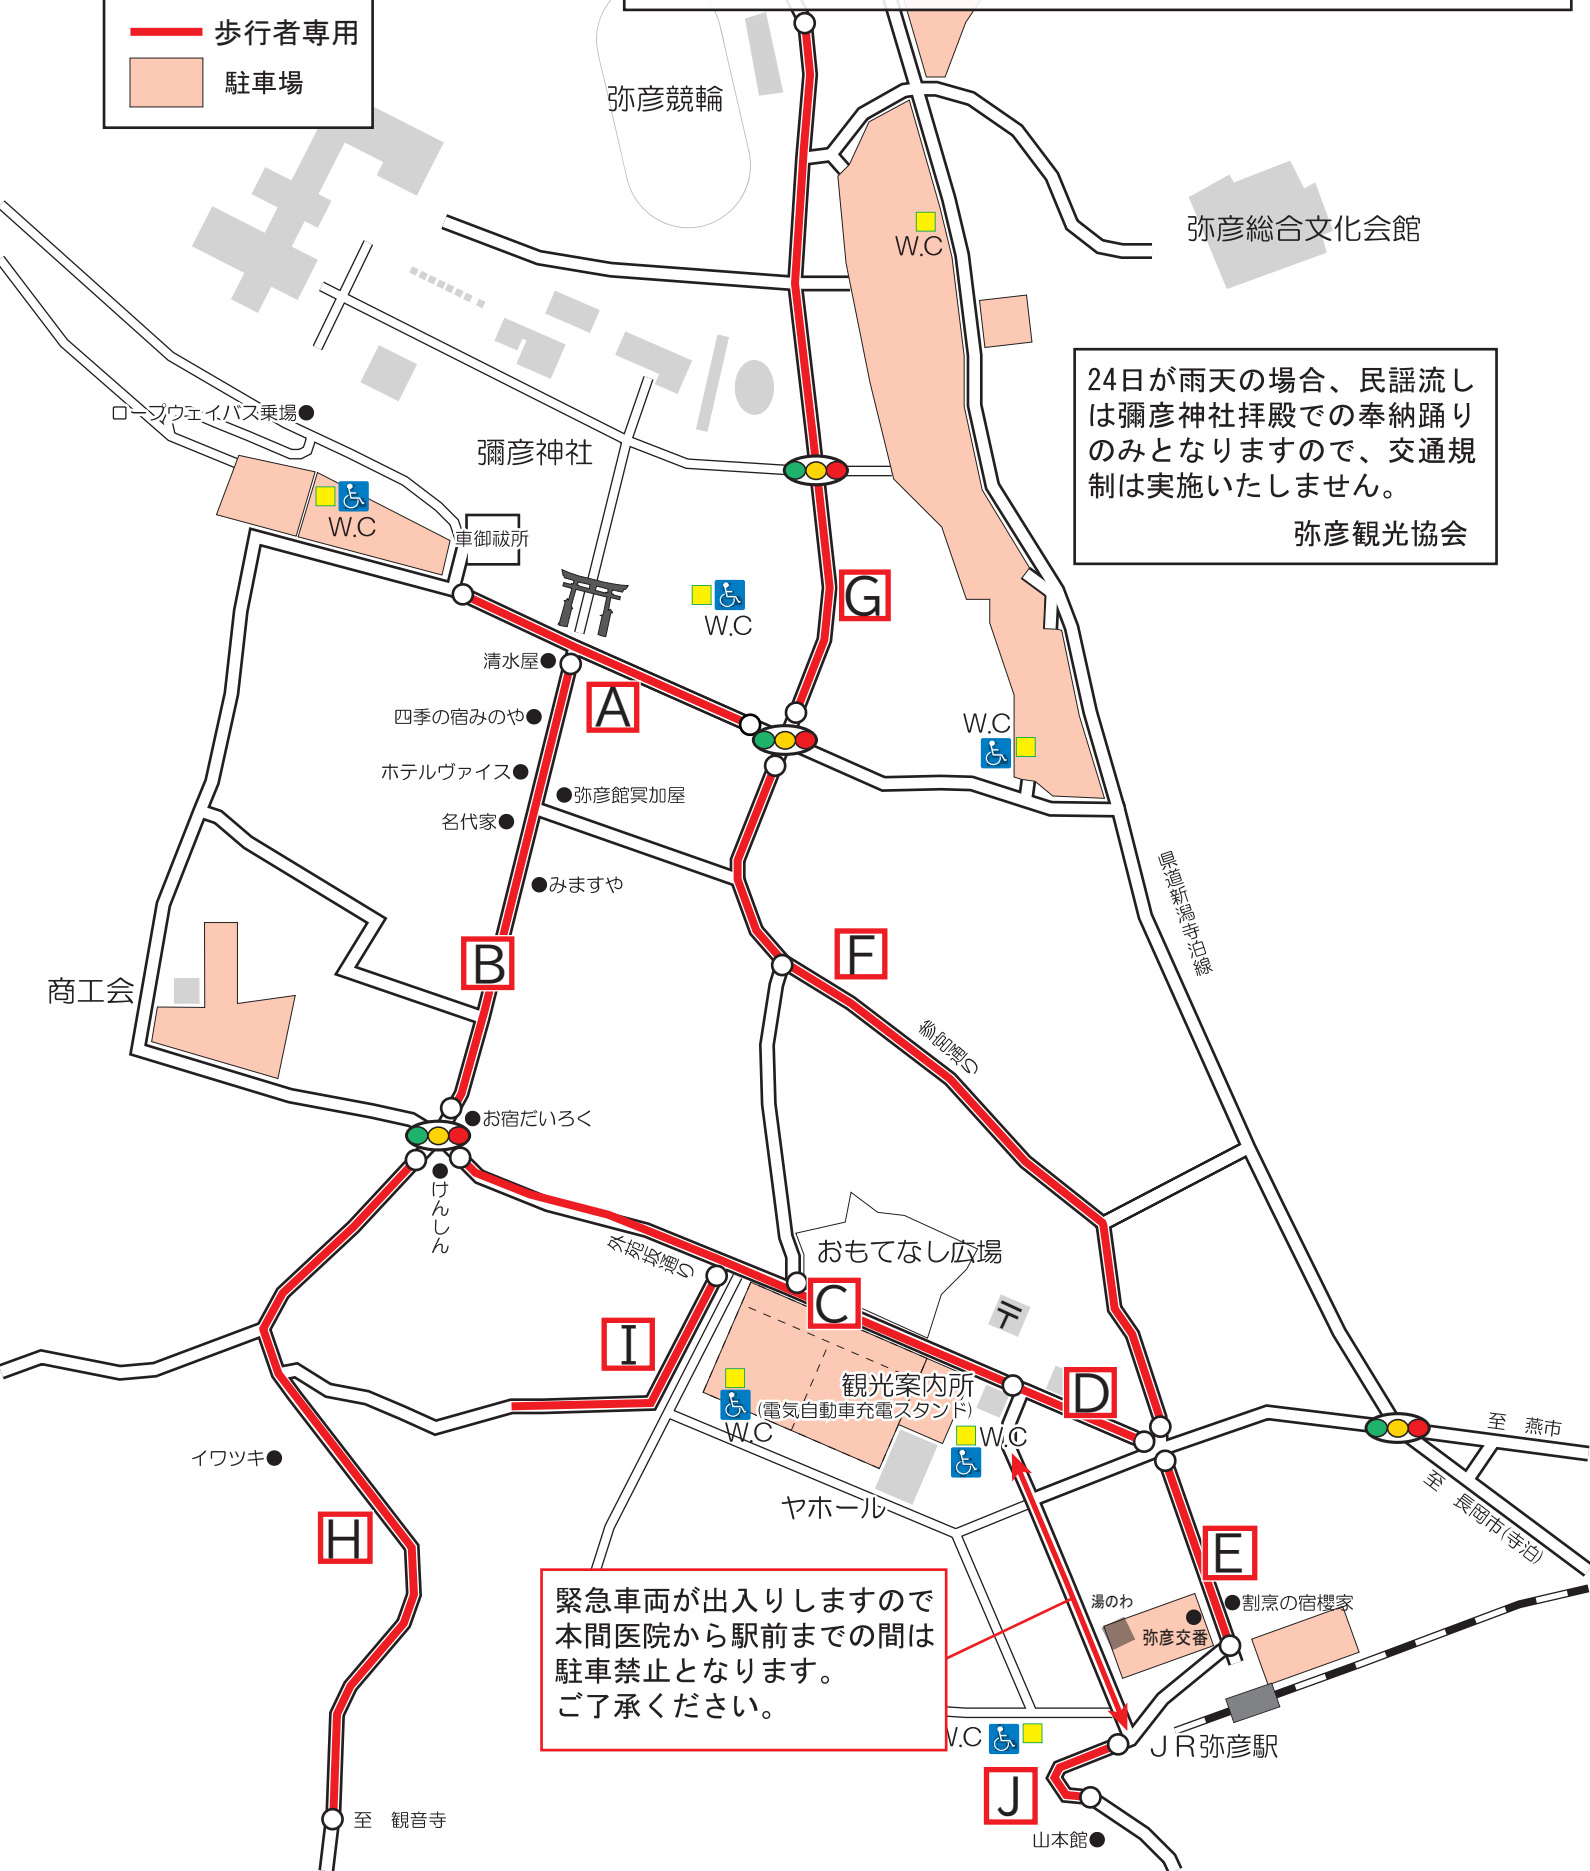 歩行者専用
駐車場
弥彦競輪
W.C
弥彦総合文化会館
24日が雨天の場合、民謡流し
は彌彦神社拝殿での奉納踊り
のみとなりますので、交通規
制は実施いたしません。
弥彦観光協会
ロープウェイバス乗場
彌彦神社
W.C
車御祓所
G
W.C
清水屋
A
四季の宿みのや
W.C
ホテルヴァイス
弥彦館冥加屋
名代家
みますや
県道新潟寺泊線
B
F
商工会
参宮通り
お宿だいろく
けんしん
外苑坂通り
おもてなし広場
C
〒
I
D
観光案内所
(電気自動車充電スタンド)
W.C
W.C
至 燕市
イワツキ
至 長岡市(寺泊)
ヤホール
H
E
緊急車両が出入りしますので
本間医院から駅前までの間は
駐車禁止となります。
ご了承ください。
湯のわ
割烹の宿櫻家
弥彦交番
W.C
JR弥彦駅
J
至 観音寺
山本館